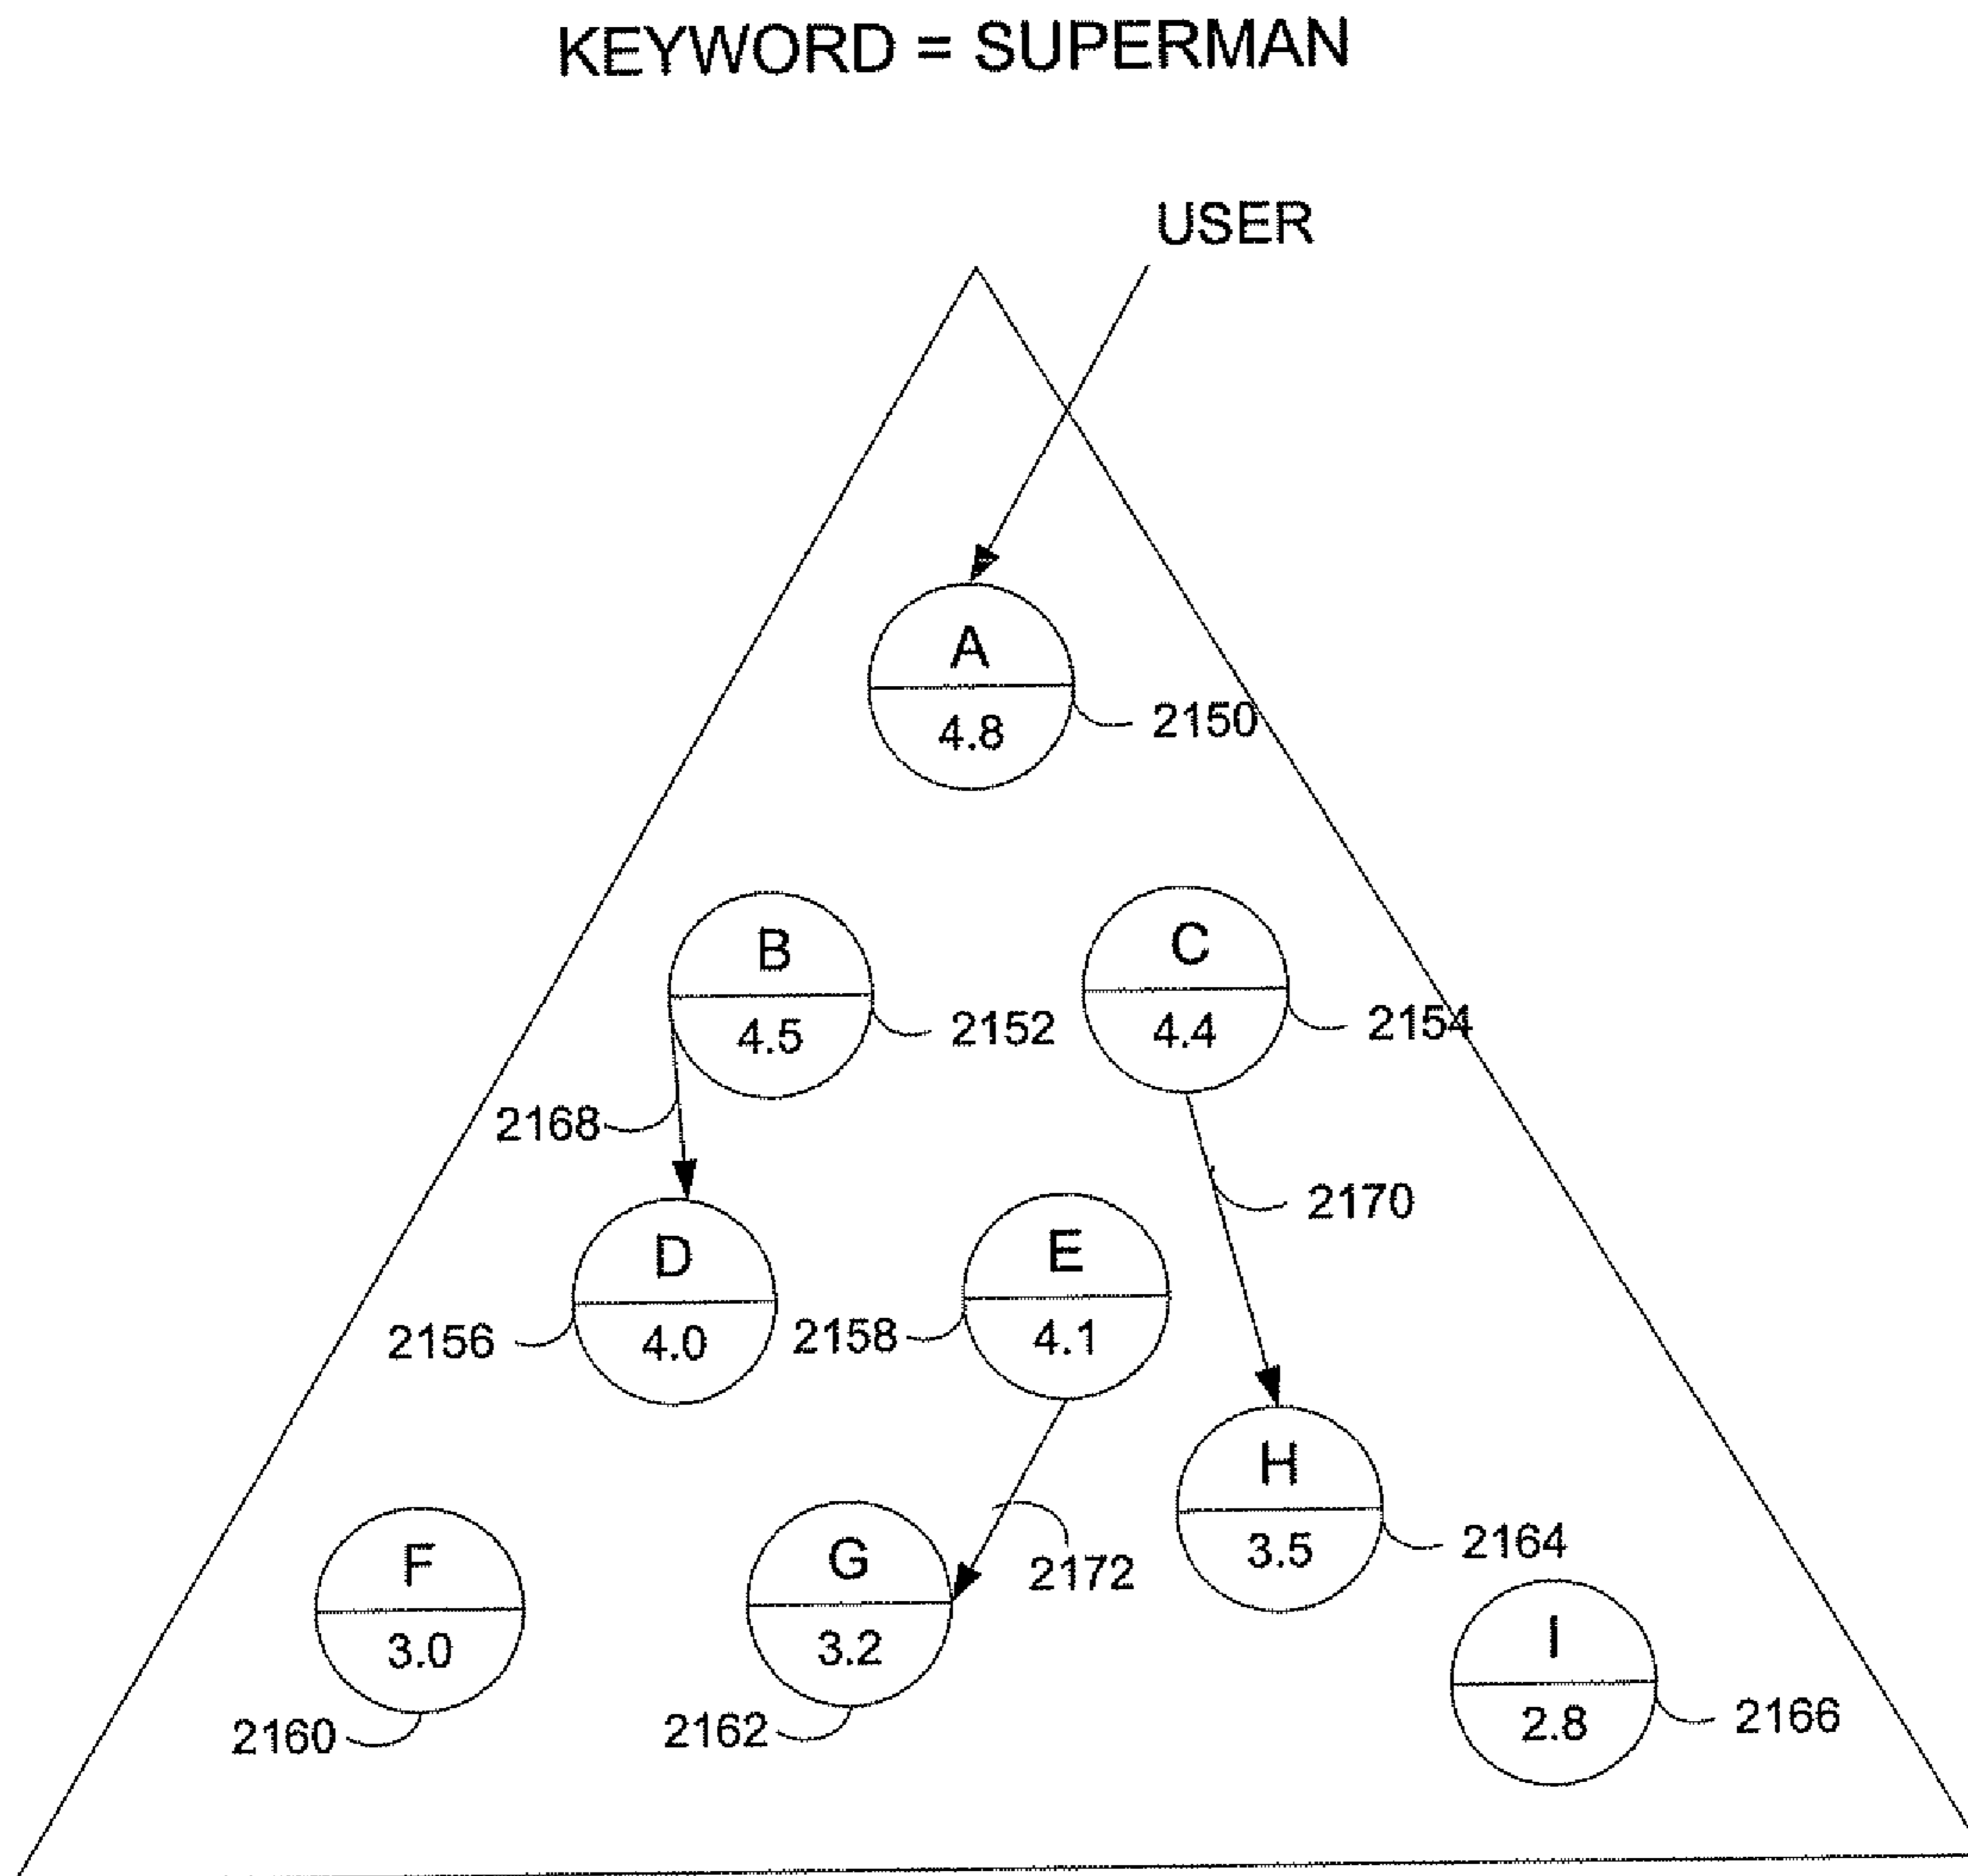 KEYWORD = SUPERMAN
USER
A
4.8
2150
B
4.5
2152
C
4.4
2154
2168
2170
D
4.0
2156
E
4.1
2158
H
3.5
2164
F
3.0
2160
G
3.2
2162
2172
I
2.8
2166